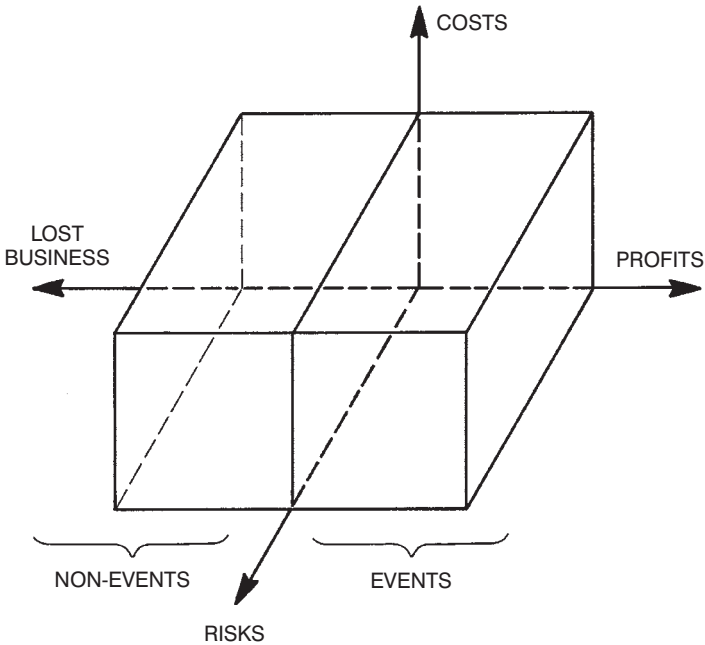 COSTS
LOST
BUSINESS
PROFITS
NON-EVENTS
EVENTS
RISKS